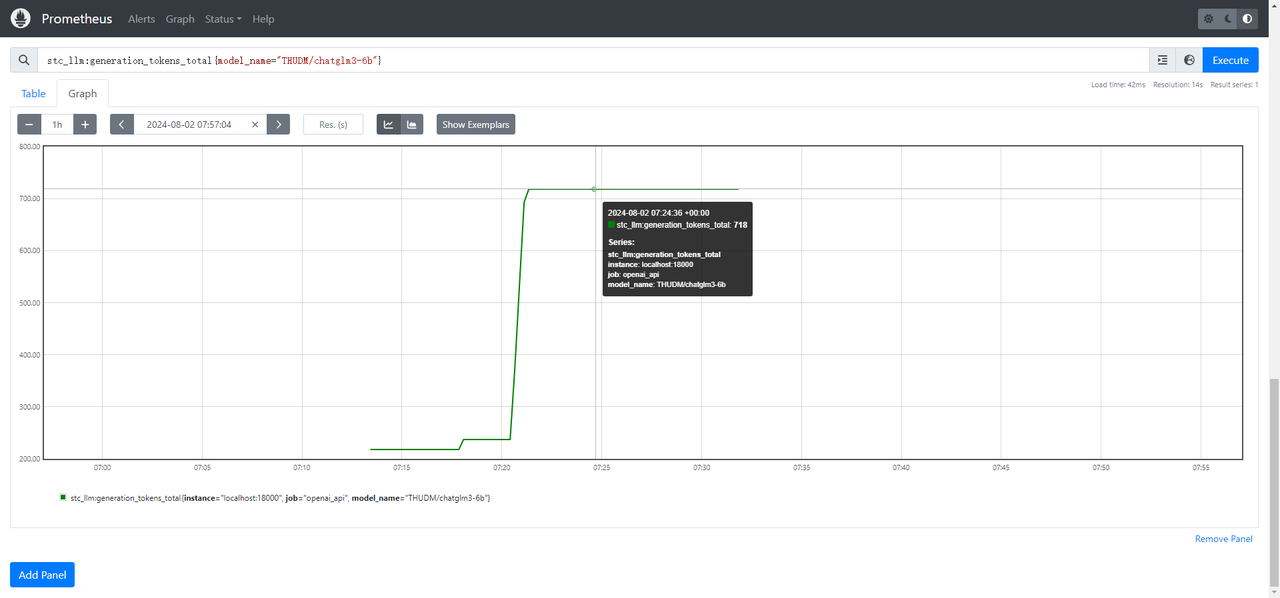 Prometheus Alerts Graph Status Help
stc_llm:generation_tokens_total{model_name="THUDM/chatglm3-6b"}
Execute
Load time: 42ms Resolution: 14s Result series: 1
Table Graph
− 1h + < 2024-08-02 07:57:04 × > Res. (s) Show Exemplars
800.00
700.00
600.00
500.00
400.00
300.00
200.00
2024-08-02 07:24:36 +00:00
stc_llm:generation_tokens_total: 718
Series:
stc_llm:generation_tokens_total
instance: localhost:18000
job: openai_api
model_name: THUDM/chatglm3-6b
07:00 07:05 07:10 07:15 07:20 07:25 07:30 07:35 07:40 07:45 07:50 07:55
stc_llm:generation_tokens_total{instance="localhost:18000", job="openai_api", model_name="THUDM/chatglm3-6b"}
Remove Panel
Add Panel